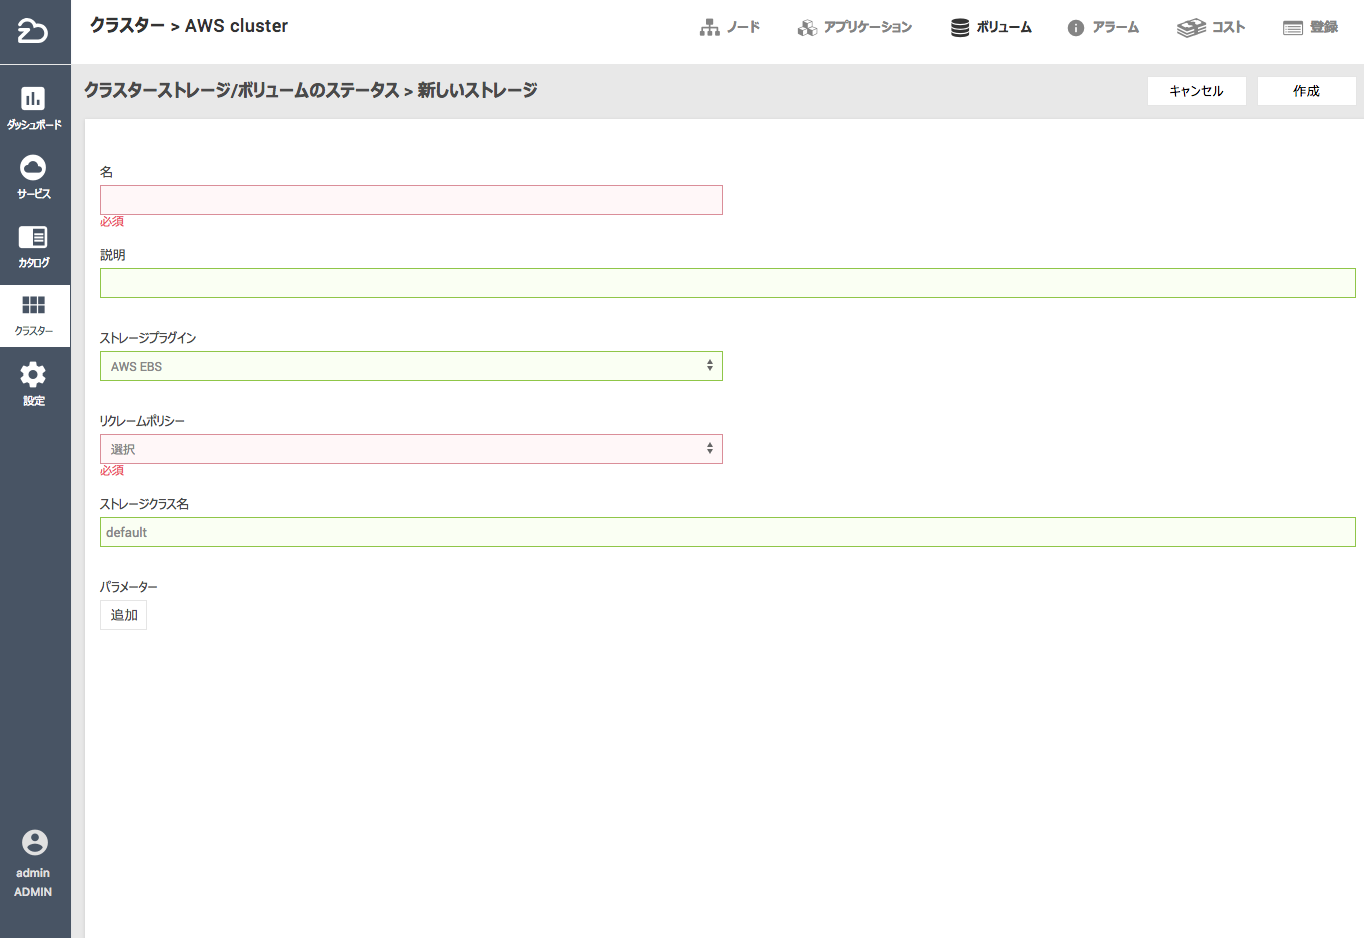 クラスター > AWS cluster
ノード
アプリケーション
ボリューム
アラーム
コスト
登録
ダッシュボード
サービス
カタログ
クラスター
設定
admin
ADMIN
クラスターストレージ/ボリュームのステータス > 新しいストレージ
キャンセル
作成
名
必須
説明
ストレージプラグイン
AWS EBS
リクレームポリシー
選択
必須
ストレージクラス名
default
パラメーター
追加